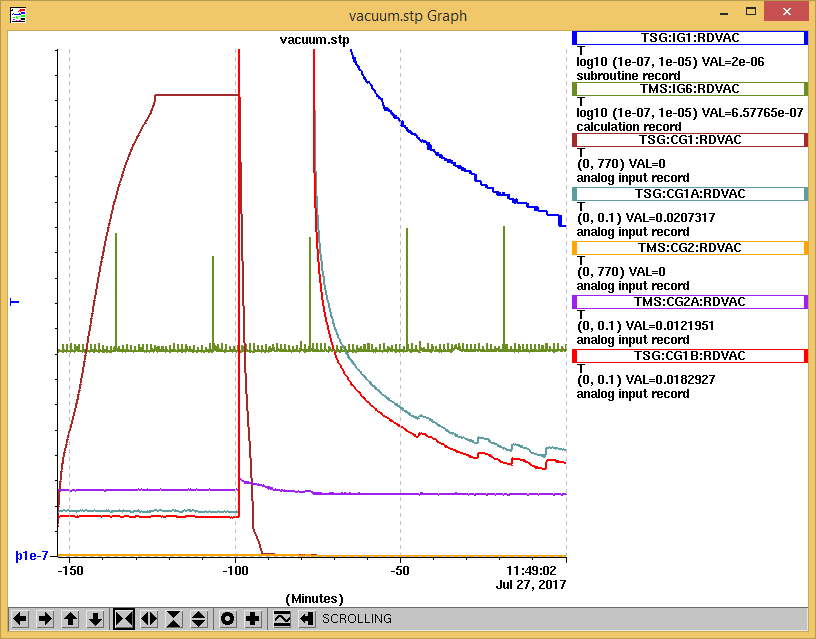 vacuum.stp Graph
vacuum.stp
TSG:IG1:RDVAC
T
log10 (1e-07, 1e-05) VAL=2e-06
subroutine record
TMS:IG6:RDVAC
T
log10 (1e-07, 1e-05) VAL=6.57765e-07
calculation record
TSG:CG1:RDVAC
T
(0, 770) VAL=0
analog input record
TSG:CG1A:RDVAC
T
(0, 0.1) VAL=0.0207317
analog input record
TMS:CG2:RDVAC
T
(0, 770) VAL=0
analog input record
TMS:CG2A:RDVAC
T
(0, 0.1) VAL=0.0121951
analog input record
TSG:CG1B:RDVAC
T
(0, 0.1) VAL=0.0182927
analog input record
T
1e-7
-150
-100
-50
11:49:02
Jul 27, 2017
(Minutes)
SCROLLING